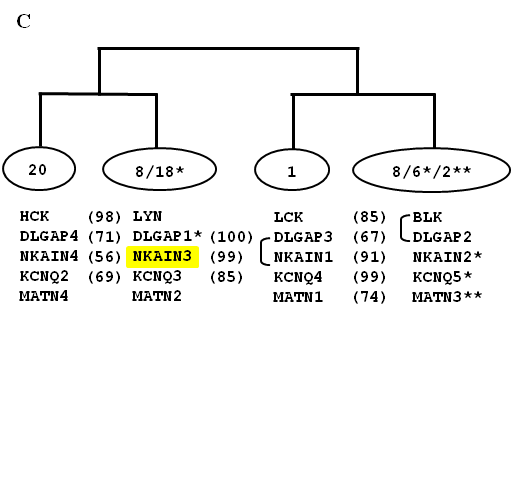 C
20 8/18* 1 8/6*/2**
HCK (98) LYN LCK (85) BLK
DLGAP4 (71) DLGAP1* (100) DLGAP3 (67) DLGAP2
NKAIN4 (56) NKAIN3 (99) NKAIN1 (91) NKAIN2*
KCNQ2 (69) KCNQ3 (85) KCNQ4 (99) KCNQ5*
MATN4 MATN2 MATN1 (74) MATN3**